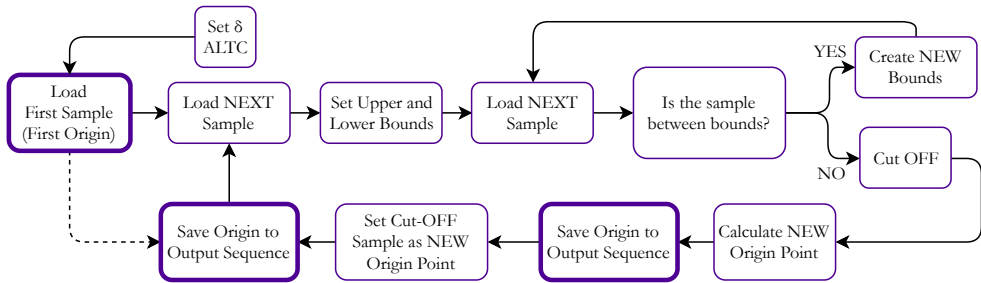 Set δ
ALTC
Load
First Sample
(First Origin)
Load NEXT
Sample
Set Upper and
Lower Bounds
Load NEXT
Sample
Is the sample
between bounds?
YES
Create NEW
Bounds
NO
Cut OFF
Calculate NEW
Origin Point
Save Origin to
Output Sequence
Set Cut-OFF
Sample as NEW
Origin Point
Save Origin to
Output Sequence